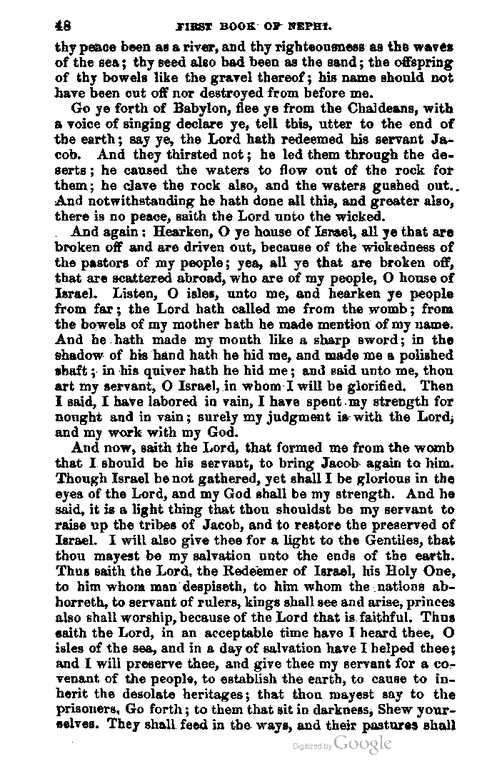 48 FIRST BOOK OF NEPHI.
thy peace been as a river, and thy righteousness as the waves
of the sea; thy seed also had been as the sand; the offspring
of thy bowels like the gravel thereof; his name should not
have been cut off nor destroyed from before me.
Go ye forth of Babylon, flee ye from the Chaldeans, with
a voice of singing declare ye, tell this, utter to the end of
the earth; say ye, the Lord hath redeemed his servant Ja-
cob. And they thirsted not; he led them through the de-
serts; he caused the waters to flow out of the rock for
them; he clave the rock also, and the waters gushed out.
And notwithstanding he hath done all this, and greater also,
there is no peace, saith the Lord unto the wicked.
And again: Hearken, O ye house of Israel, all ye that are
broken off and are driven out, because of the wickedness of
the pastors of my people; yea, all ye that are broken off,
that are scattered abroad, who are of my people, O house of
Israel. Listen, O isles, unto me, and hearken ye people
from far; the Lord hath called me from the womb; from
the bowels of my mother hath he made mention of my name.
And he hath made my mouth like a sharp sword; in the
shadow of his hand hath he hid me, and made me a polished
shaft; in his quiver hath he hid me; and said unto me, thou
art my servant, O Israel, in whom I will be glorified. Then
I said, I have labored in vain, I have spent my strength for
nought and in vain; surely my judgment is with the Lord,
and my work with my God.
And now, saith the Lord, that formed me from the womb
that I should be his servant, to bring Jacob again to him.
Though Israel be not gathered, yet shall I be glorious in the
eyes of the Lord, and my God shall be my strength. And he
said, it is a light thing that thou shouldst be my servant to
raise up the tribes of Jacob, and to restore the preserved of
Israel. I will also give thee for a light to the Gentiles, that
thou mayest be my salvation unto the ends of the earth.
Thus saith the Lord, the Redeemer of Israel, his Holy One,
to him whom man despiseth, to him whom the nations ab-
horreth, to servant of rulers, kings shall see and arise, princes
also shall worship, because of the Lord that is faithful. Thus
saith the Lord, in an acceptable time have I heard thee, O
isles of the sea, and in a day of salvation have I helped thee;
and I will preserve thee, and give thee my servant for a co-
venant of the people, to establish the earth, to cause to in-
herit the desolate heritages; that thou mayest say to the
prisoners, Go forth; to them that sit in darkness, Shew your-
selves. They shall feed in the ways, and their pastures shall
Digitized by Google